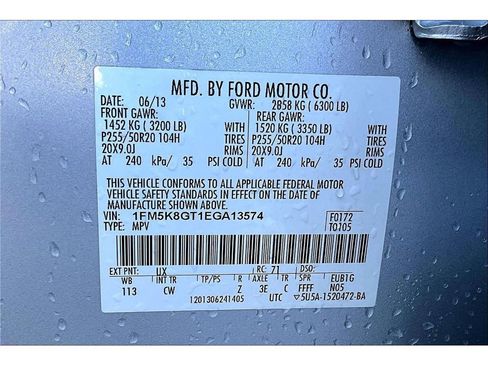 MFD. BY FORD MOTOR CO.
DATE: 06/13 GVWR: 2858 KG ( 6300 LB)
FRONT GAWR: REAR GAWR:
1452 KG ( 3200 LB) WITH 1520 KG ( 3350 LB) WITH
P255/50R20 104H TIRES P255/50R20 104H TIRES
20X9.0J RIMS 20X9.0J RIMS
AT 240 kPa/ 35 PSI COLD AT 240 kPa/ 35 PSI COLD
THIS VEHICLE CONFORMS TO ALL APPLICABLE FEDERAL MOTOR
VEHICLE SAFETY STANDARDS IN EFFECT ON THE DATE OF
MANUFACTURE SHOWN ABOVE.
VIN: 1FM5K8GT1EGA13574 F0172
TYPE: MPV T0105
EXT PNT: UX RC: 71 DSO:
WB INT TR TP/PS R AXLE TR S EUB1G
113 CW Z 3E C FFFF N05
1201306241405 UTC ▽5U5A-1520472-BA